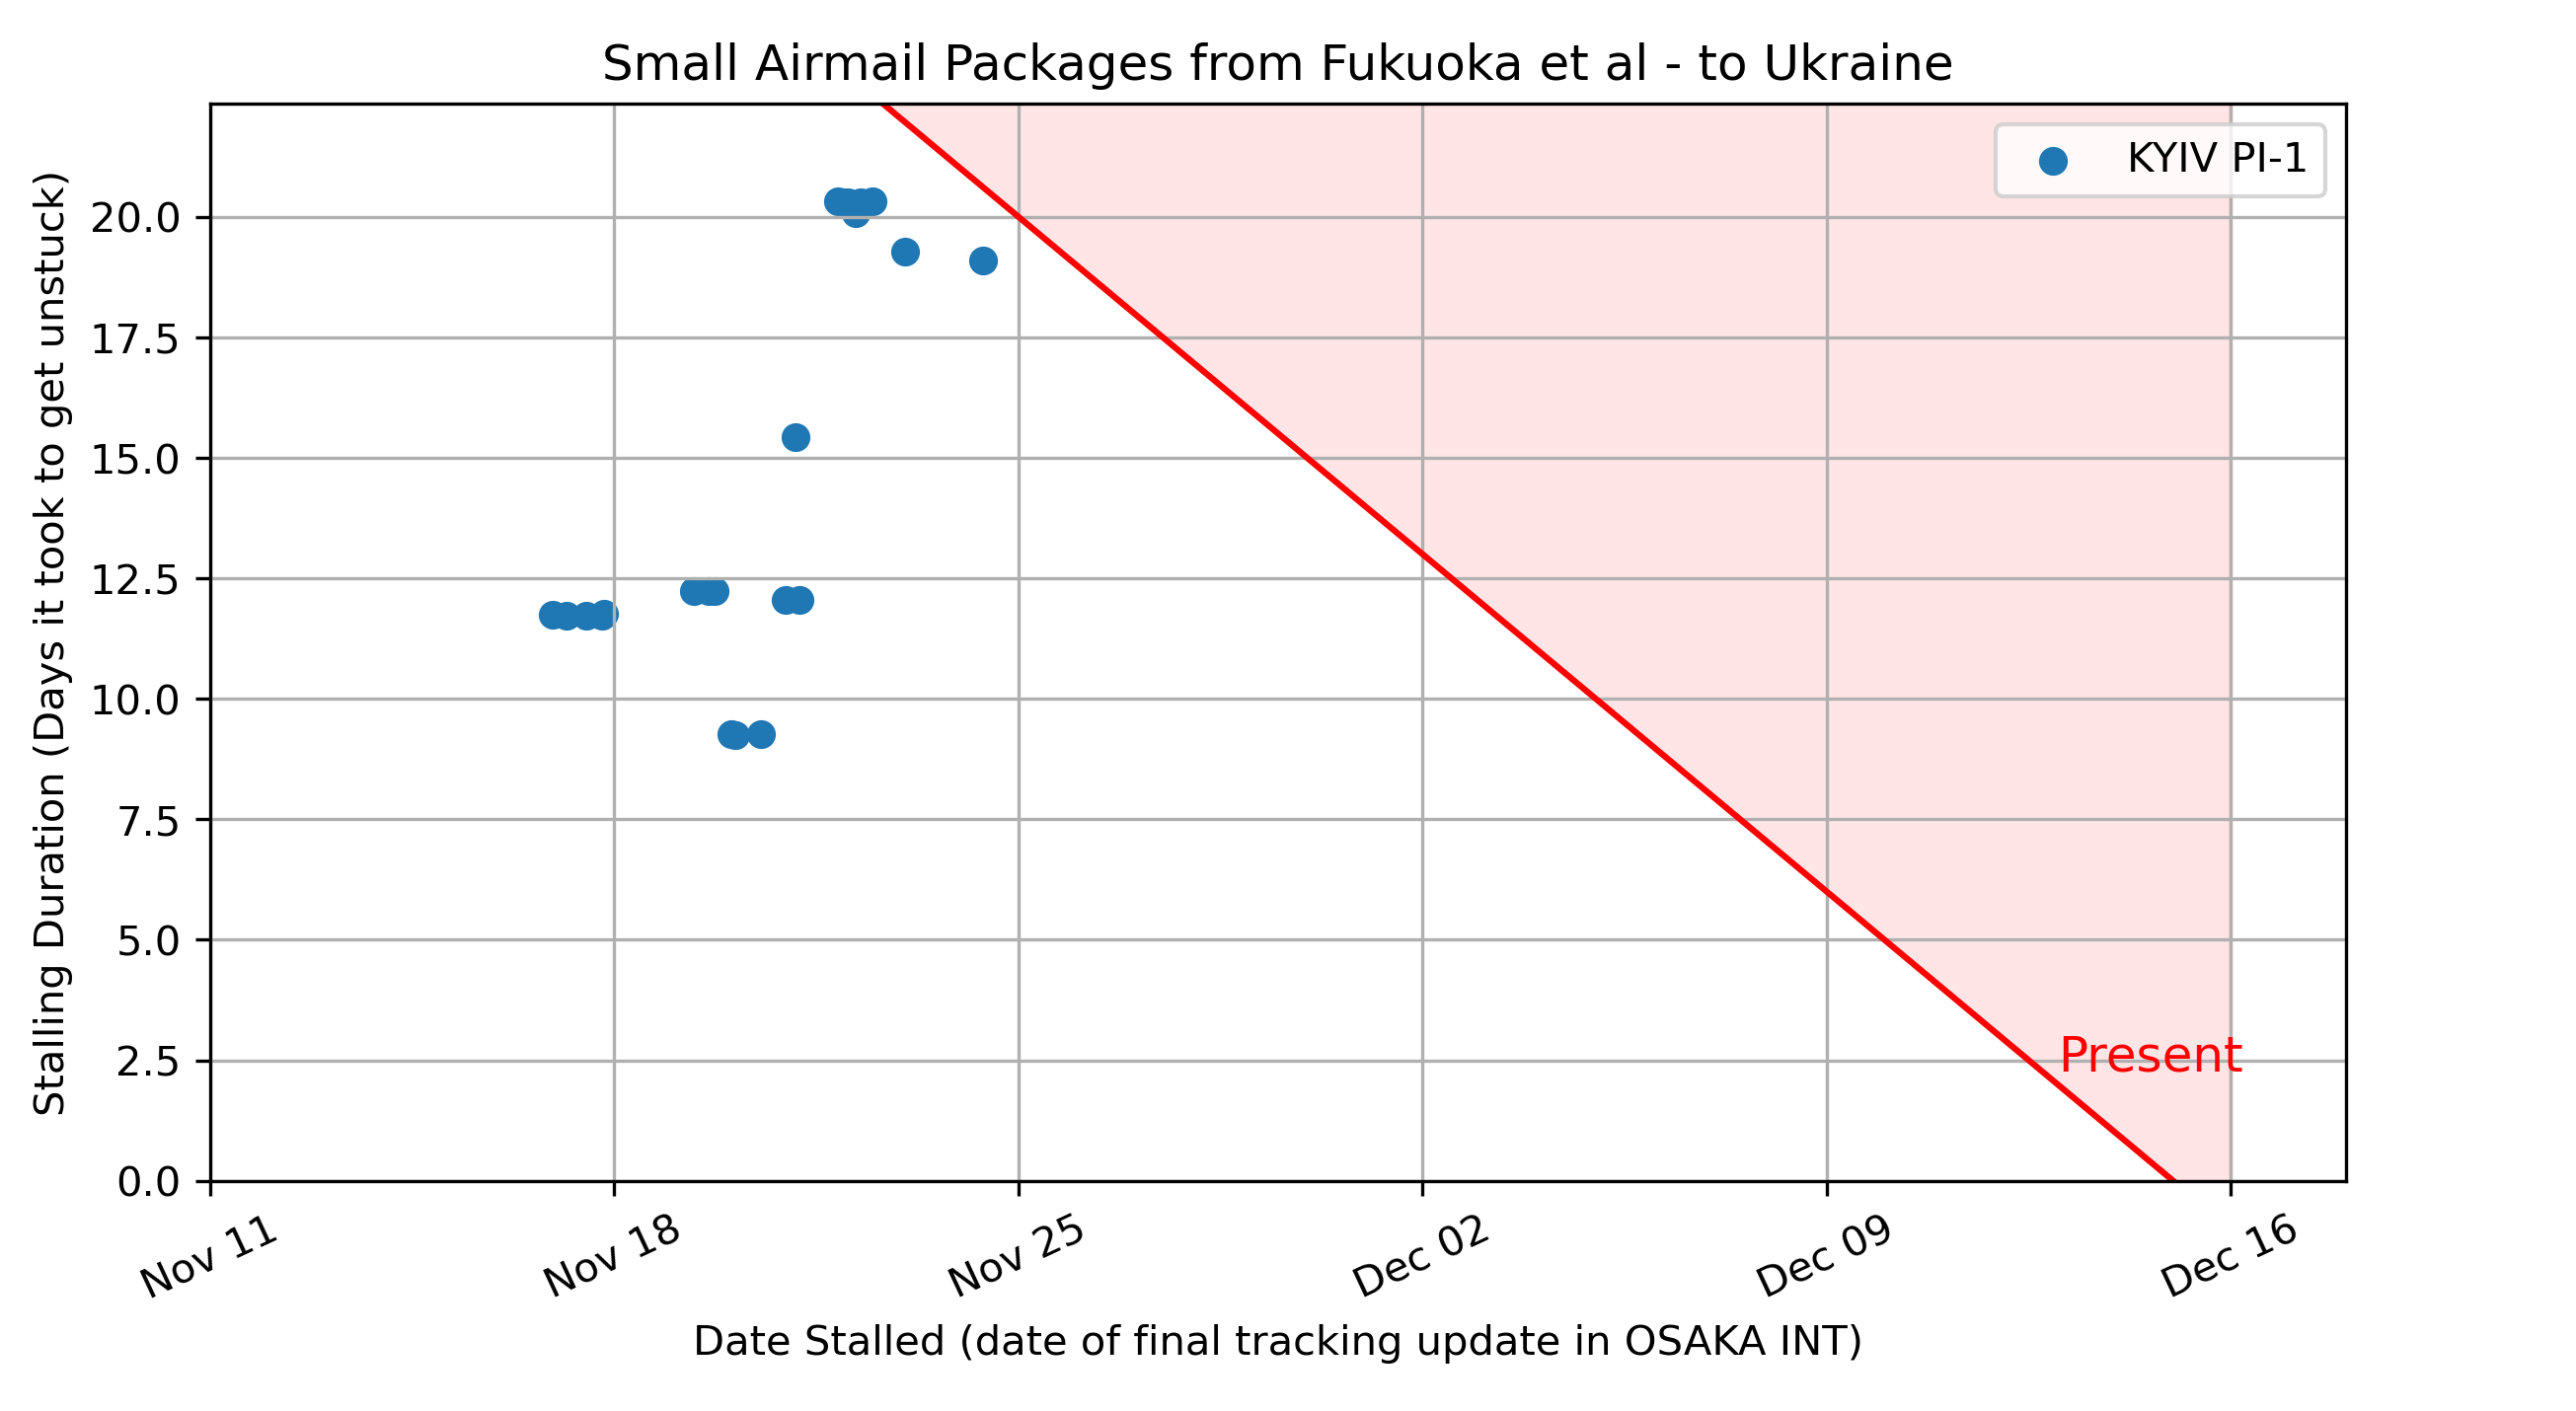 Small Airmail Packages from Fukuoka et al - to Ukraine
KYIV PI-1
Stalling Duration (Days it took to get unstuck)
20.0
17.5
15.0
12.5
10.0
7.5
5.0
2.5
0.0
Present
Nov 11
Nov 18
Nov 25
Dec 02
Dec 09
Dec 16
Date Stalled (date of final tracking update in OSAKA INT)